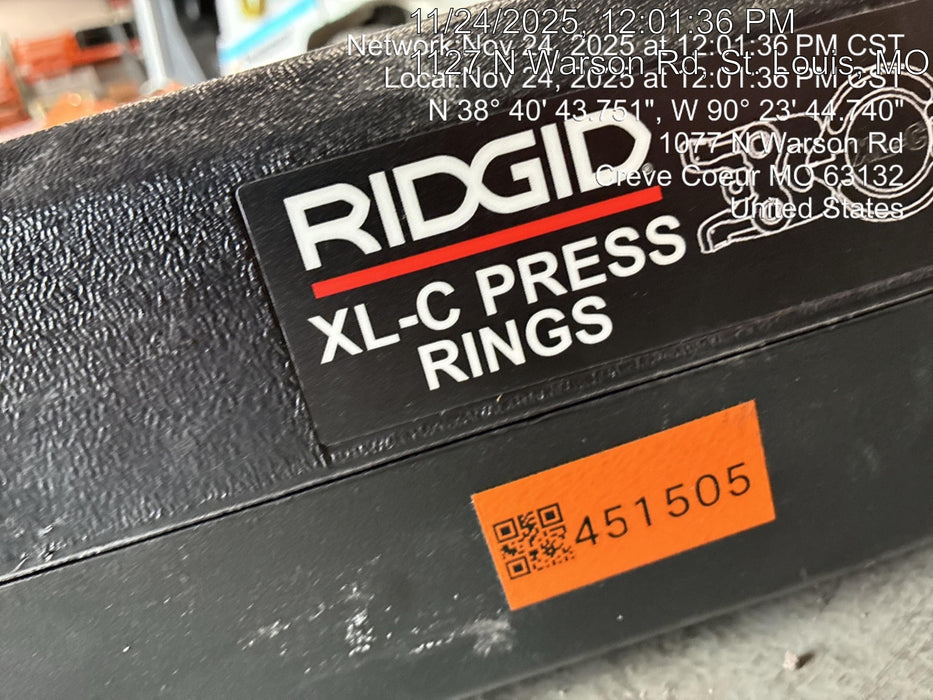 11/24/2025, 12:01:36 PM
Network:Nov 24, 2025 at 12:01:36 PM CST
1127 N Warson Rd, St. Louis, MO
Local:Nov 24, 2025 at 12:01:36 PM CST
N 38° 40' 43.751", W 90° 23' 44.740"
1077 N Warson Rd
Creve Coeur MO 63132
United States
RIDGID
XL-C PRESS
RINGS
451505